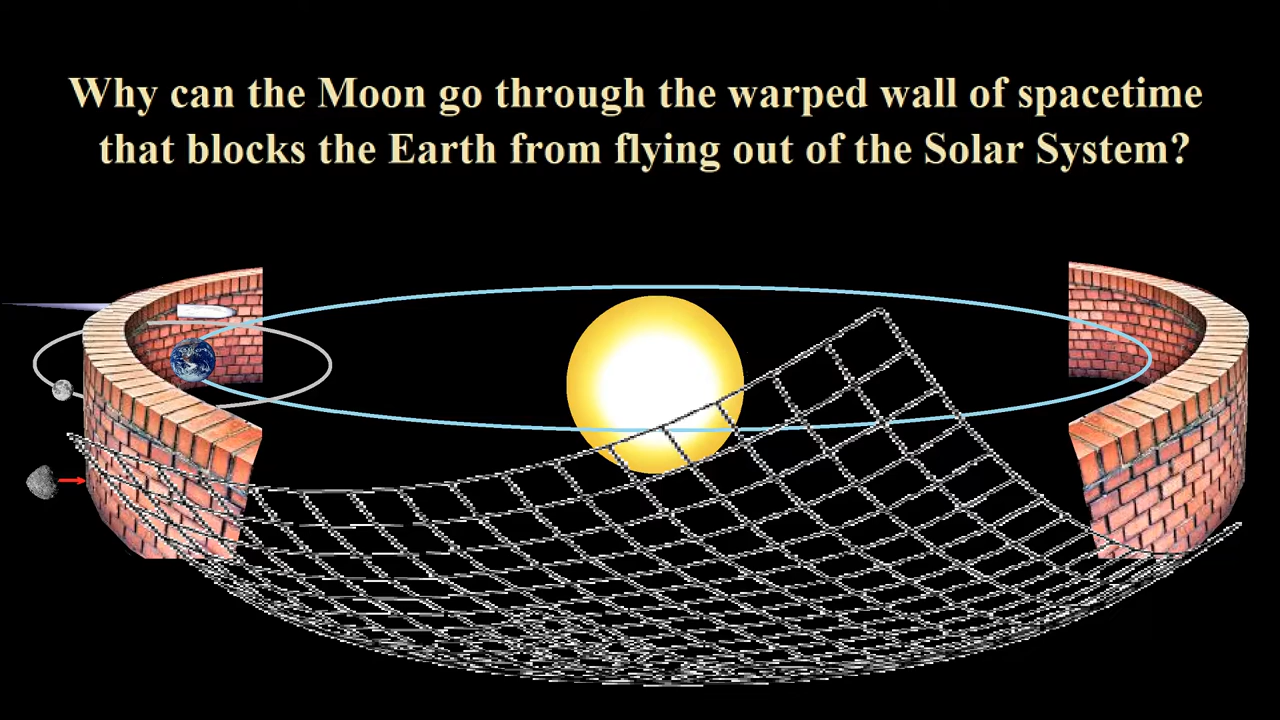 Why can the Moon go through the warped wall of spacetime
that blocks the Earth from flying out of the Solar System?